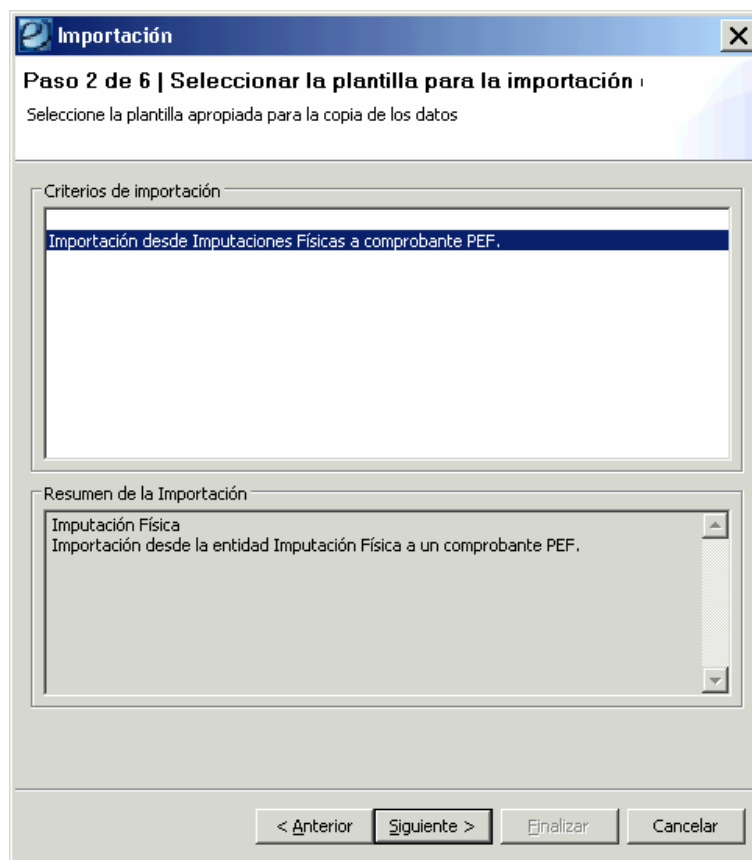 Importación
Paso 2 de 6 | Seleccionar la plantilla para la importación
Seleccione la plantilla apropiada para la copia de los datos
Criterios de importación
Importación desde Imputaciones Físicas a comprobante PEF.
Resumen de la Importación
Imputación Física
Importación desde la entidad Imputación Física a un comprobante PEF.
< Anterior Siguiente > Finalizar Cancelar